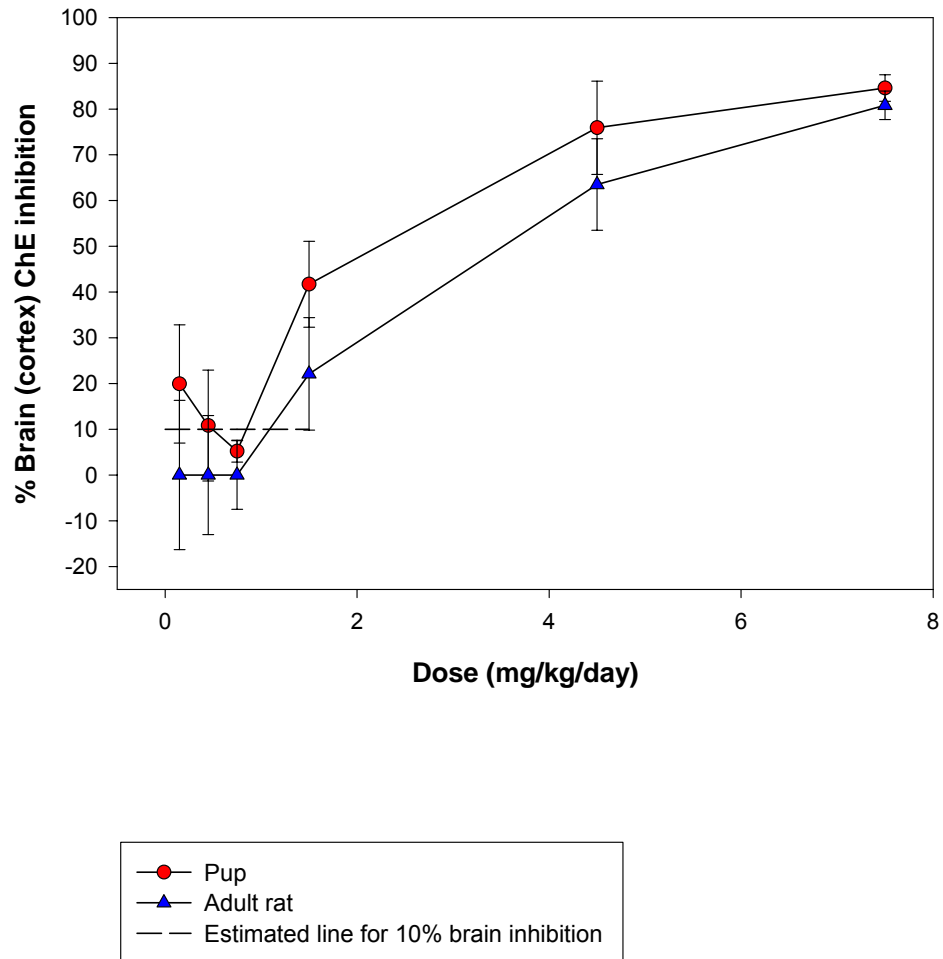 100
90
80
70
60
50
40
30
20
10
0
-10
-20
% Brain (cortex) ChE inhibition
0 2 4 6 8
Dose (mg/kg/day)
Pup
Adult rat
Estimated line for 10% brain inhibition